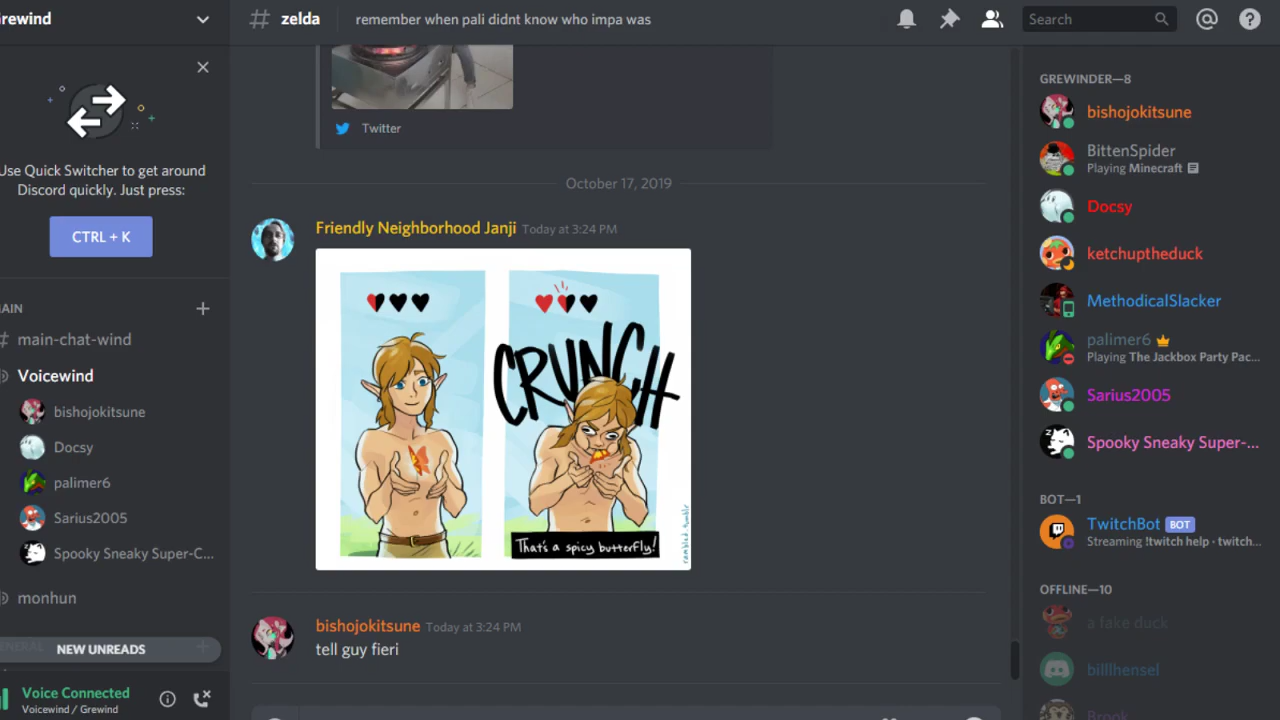 Grewind
Use Quick Switcher to get around
Discord quickly. Just press:
CTRL + K
MAIN
main-chat-wind
Voicewind
bishojokitsune
Docsy
palimer6
Sarius2005
Spooky Sneaky Super-C...
monhun
GENERAL
NEW UNREADS
Voice Connected
Voicewind / Grewind
# zelda
remember when pali didnt know who impa was
Search
Twitter
October 17, 2019
Friendly Neighborhood Janji Today at 3:24 PM
CRUNCH
That's a spicy butterfly!
rambled tumblr
bishojokitsune Today at 3:24 PM
tell guy fieri
GREWINDER—8
bishojokitsune
BittenSpider
Playing Minecraft
Docsy
ketchuptheduck
MethodicalSlacker
palimer6
Playing The Jackbox Party Pac...
Sarius2005
Spooky Sneaky Super-...
BOT—1
TwitchBot BOT
Streaming !twitch help · twitch...
OFFLINE—10
a fake duck
billlhensel
Brook